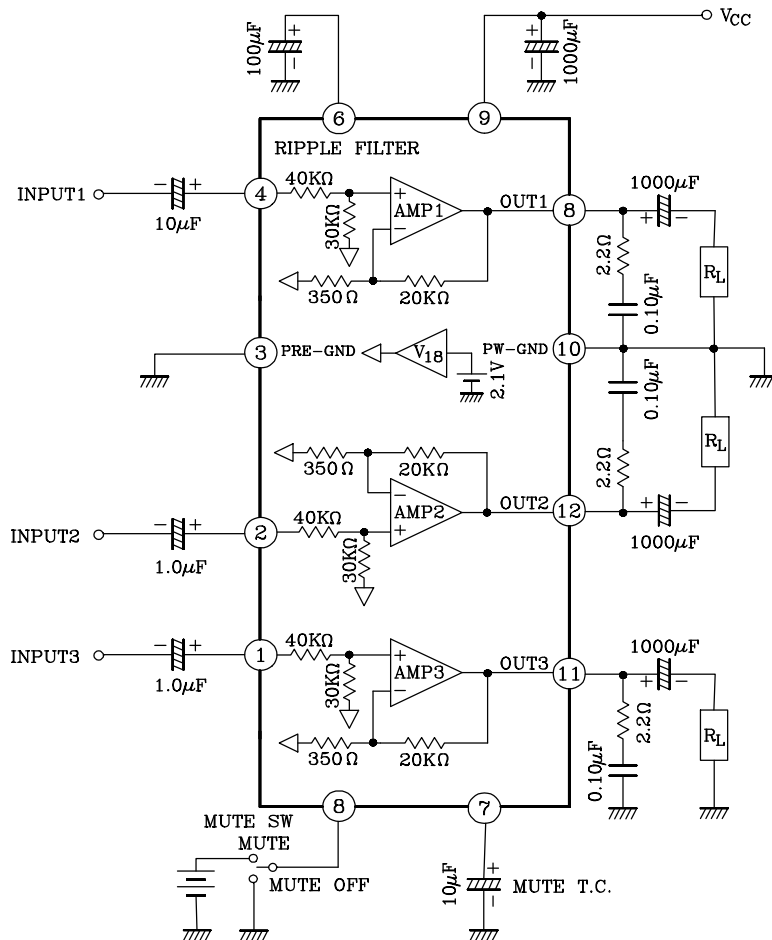 VCC
100µF
+
−
+
−
1000µF
6
9
RIPPLE FILTER
INPUT1
− +
10µF
4
40KΩ
30KΩ
+
−
AMP1
OUT1
8
1000µF
+ −
2.2Ω
RL
350Ω
20KΩ
0.10µF
3
PRE-GND
V18
2.1V
PW-GND
10
0.10µF
350Ω
20KΩ
RL
2.2Ω
INPUT2
− +
1.0µF
2
40KΩ
30KΩ
−
+
AMP2
OUT2
12
+ −
1000µF
INPUT3
− +
1.0µF
1
40KΩ
30KΩ
+
−
AMP3
OUT3
11
1000µF
+ −
2.2Ω
RL
350Ω
20KΩ
0.10µF
8
7
MUTE SW
MUTE
MUTE OFF
10µF
+
−
MUTE T.C.